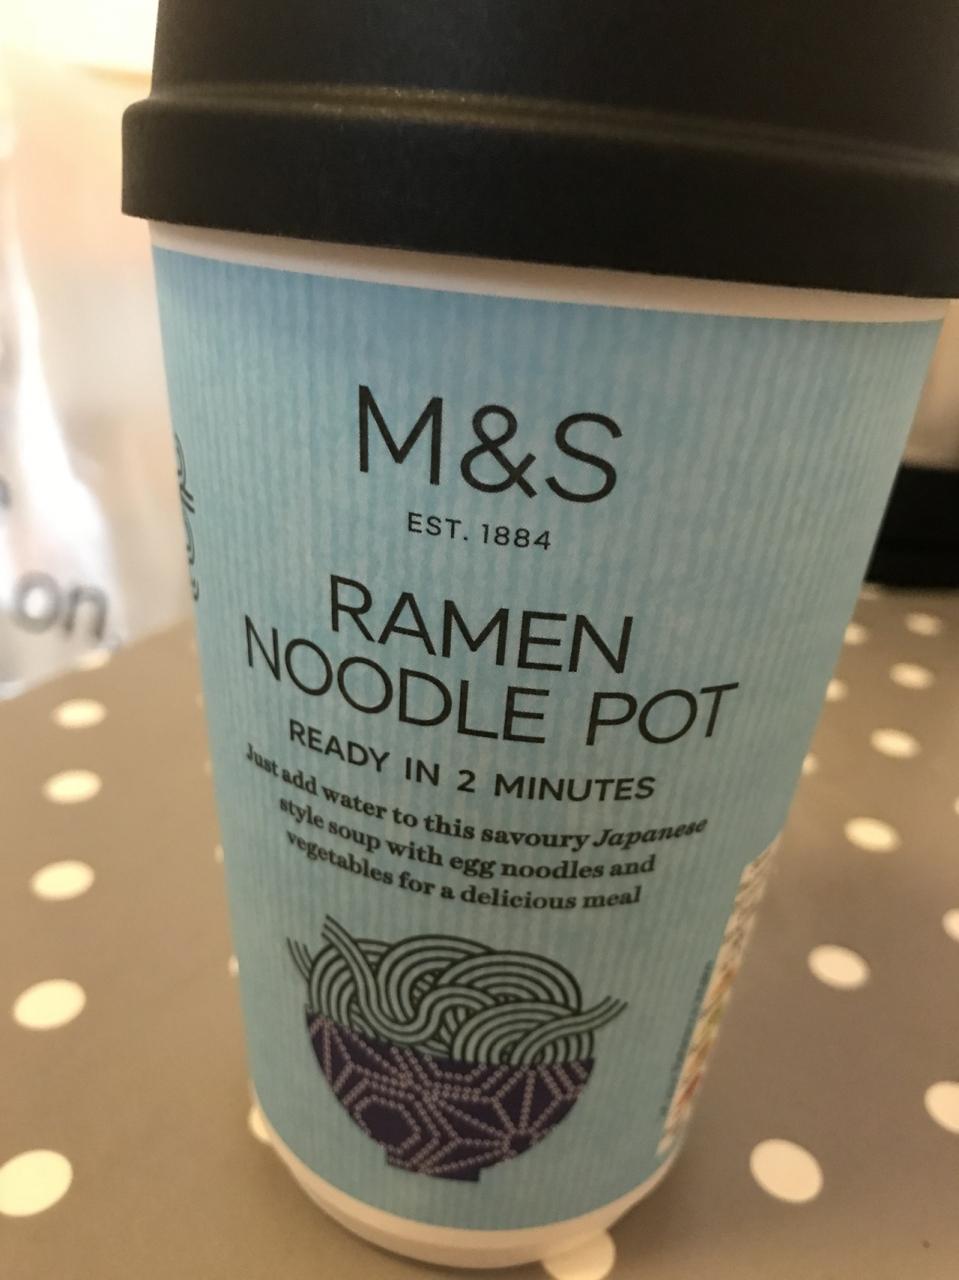 M&S
EST. 1884
RAMEN
NOODLE POT
READY IN 2 MINUTES
Just add water to this savoury Japanese
style soup with egg noodles and
vegetables for a delicious meal
on